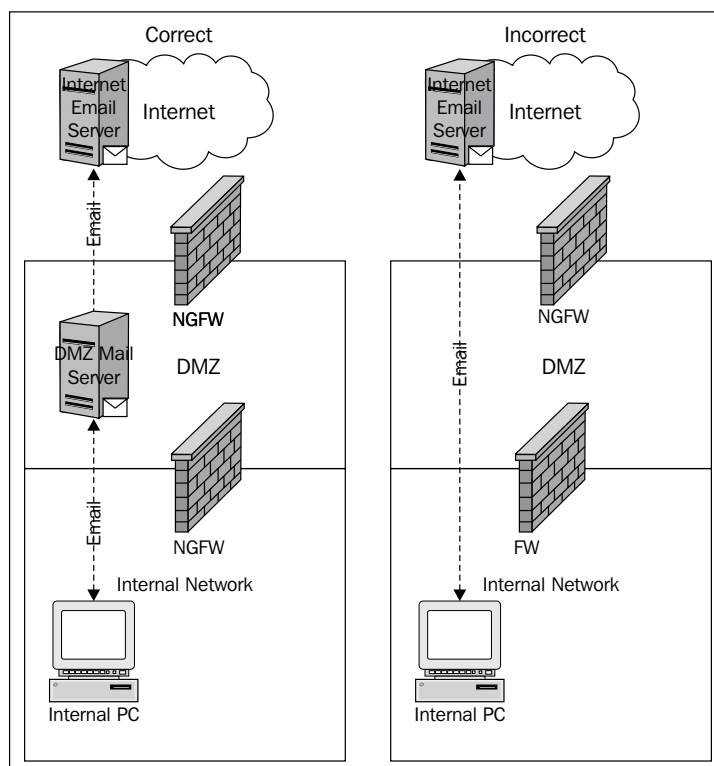 Correct
Internet
Email
Server
Internet
Email
NGFW
DMZ Mail
Server
DMZ
Email
NGFW
Internal Network
Internal PC
Incorrect
Internet
Email
Server
Internet
NGFW
Email
DMZ
FW
Internal Network
Internal PC